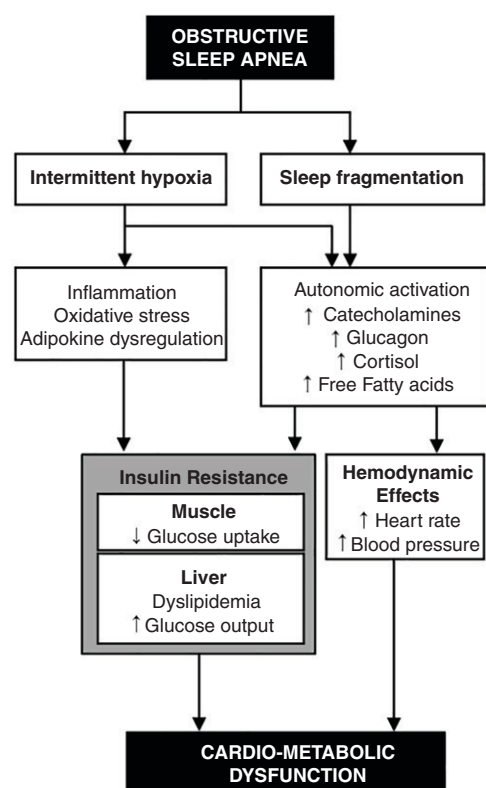 OBSTRUCTIVE
SLEEP APNEA
Intermittent hypoxia
Sleep fragmentation
Inflammation
Oxidative stress
Adipokine dysregulation
Autonomic activation
↑ Catecholamines
↑ Glucagon
↑ Cortisol
↑ Free Fatty acids
Insulin Resistance
Muscle
↓ Glucose uptake
Liver
Dyslipidemia
↑ Glucose output
Hemodynamic
Effects
↑ Heart rate
↑ Blood pressure
CARDIO-METABOLIC
DYSFUNCTION